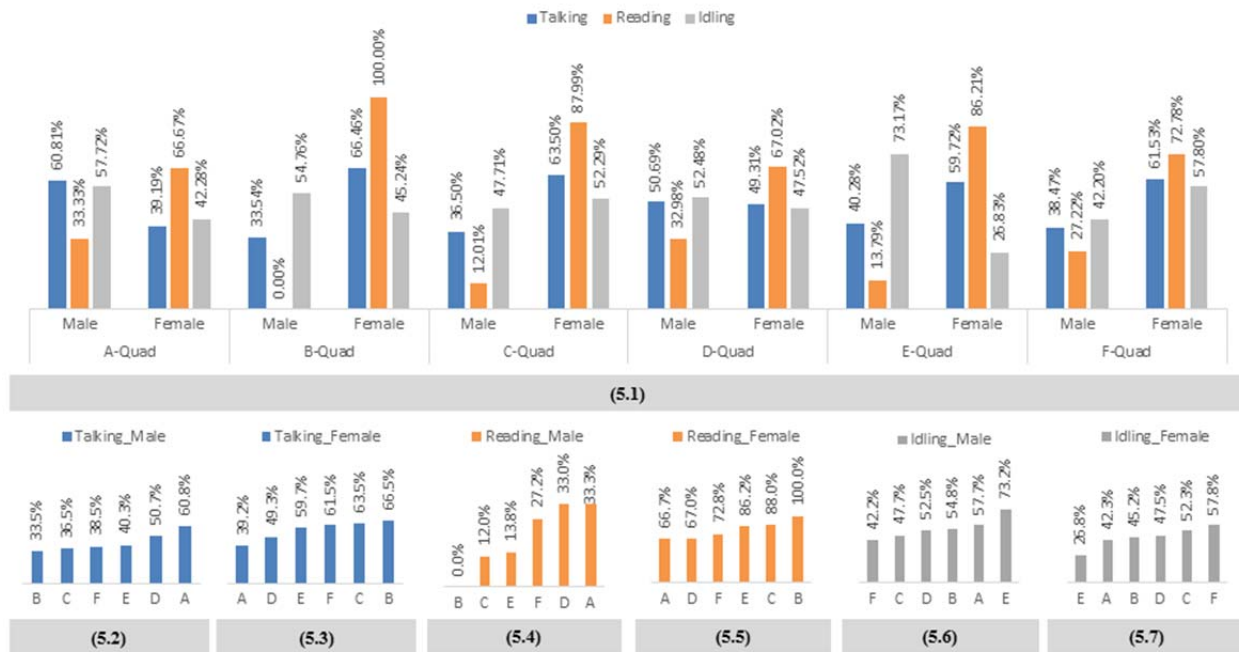 Talking Reading Idling
60.81% 33.33% 57.72% 39.19% 66.67% 42.28% 33.54% 0.00% 54.76% 66.46% 100.00% 45.24% 36.50% 12.01% 47.71% 63.50% 87.99% 52.29% 50.69% 32.98% 52.48% 49.31% 67.02% 47.52% 40.28% 13.79% 73.17% 59.72% 86.21% 26.83% 38.47% 27.22% 42.20% 61.53% 72.78% 57.80%
Male Female Male Female Male Female Male Female Male Female Male Female
A-Quad B-Quad C-Quad D-Quad E-Quad F-Quad
(5.1)
Talking_Male
33.5% 36.5% 38.5% 40.3% 50.7% 60.8%
B C F E D A
(5.2)
Talking_Female
39.2% 49.3% 59.7% 61.5% 63.5% 66.5%
A D E F C B
(5.3)
Reading_Male
0.0% 12.0% 13.8% 27.2% 33.0% 33.3%
B C E F D A
(5.4)
Reading_Female
66.7% 67.0% 72.8% 86.2% 88.0% 100.0%
A D F E C B
(5.5)
Idling_Male
42.2% 47.7% 52.5% 54.8% 57.7% 73.2%
F C D B A E
(5.6)
Idling_Female
26.8% 42.3% 45.2% 47.5% 52.3% 57.8%
E A B D C F
(5.7)